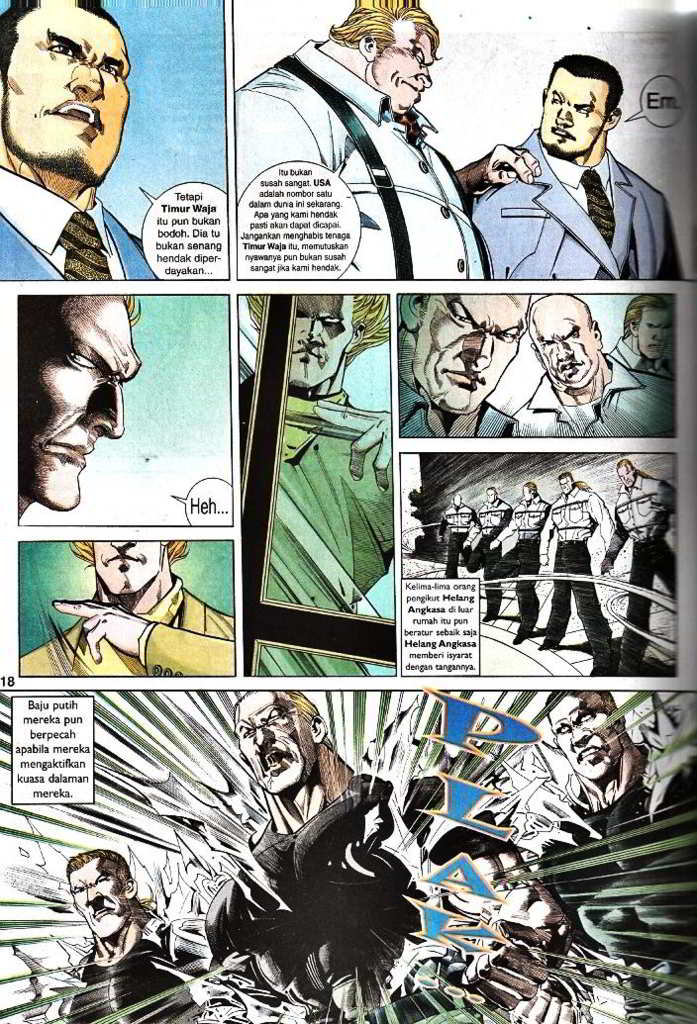 Tetapi
Timur Waja
itu pun bukan
bodoh. Dia tu
bukan senang
hendak diper-
dayakan...
Itu bukan
susah sangat. USA
adalah nombor satu
dalam dunia ini sekarang.
Apa yang kami hendak
pasti akan dicapai.
Jangankan menghabis tenaga
Timur Waja itu, memutuskan
nyawanya pun bukan susah
sangat jika kami hendak.
Em.
Heh...
Kelima-lima orang
pongikut Helang
Angkasa di luar
rumah itu pun
beratur sebaik saja
Helang Angkasa
memberi isyarat
dengan tangannya.
18
Baju putih
mereka pun
berpecah
apabila mereka
mengaktifkan
kuasa dalaman
mereka.
PLAK...